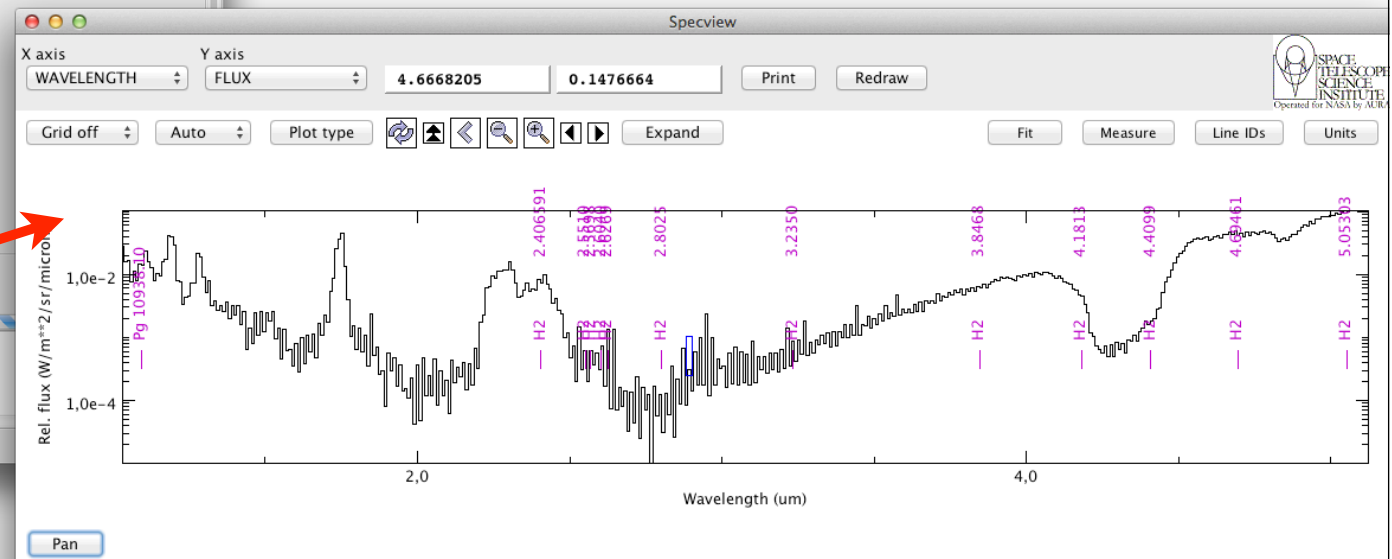 Specview
X axis
Y axis
WAVELENGTH
FLUX
4.6668205
0.1476664
Print
Redraw
SPACE
TELESCOPE
SCIENCE
INSTITUTE
Operated for NASA by AURA
Grid off
Auto
Plot type
Expand
Fit
Measure
Line IDs
Units
Rel. flux (W/m**2/sr/micron
1,0e-2
1,0e-4
Pg 10938.10
H2 2.406591
H2
H2 2.8025
H2 3.2350
H2 3.8468
H2 4.1813
H2 4.4099
H2 4.69461
H2 5.05303
2,0
4,0
Wavelength (um)
Pan